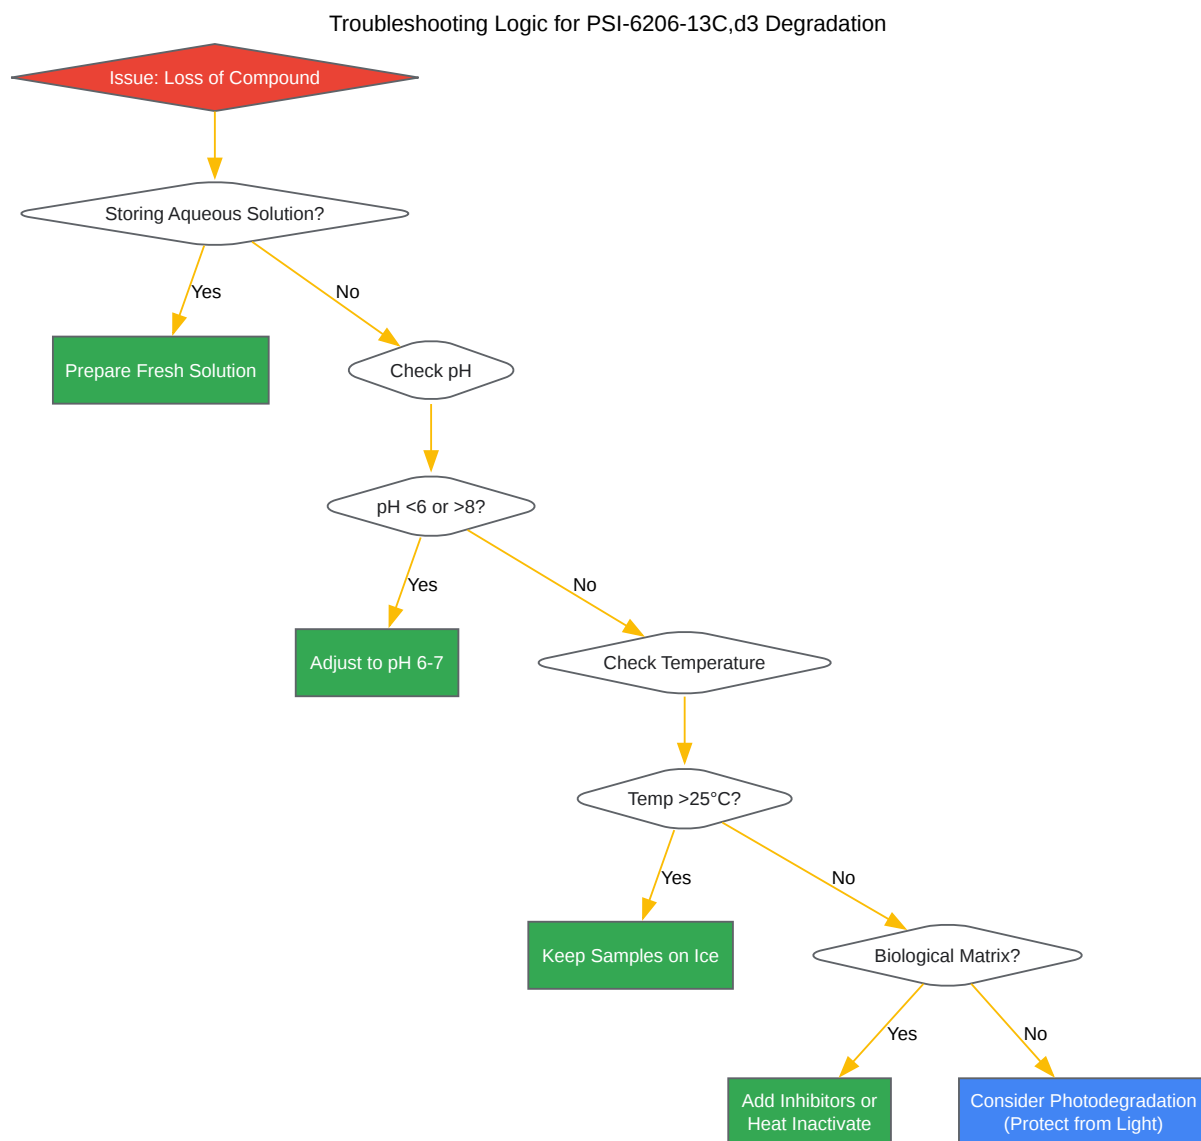 Troubleshooting Logic for PSI-6206-13C,d3 Degradation
Issue: Loss of Compound
Storing Aqueous Solution?
Yes
No
Prepare Fresh Solution
Check pH
pH <6 or >8?
Yes
No
Adjust to pH 6-7
Check Temperature
Temp >25°C?
Yes
No
Keep Samples on Ice
Biological Matrix?
Yes
No
Add Inhibitors or
Heat Inactivate
Consider Photodegradation
(Protect from Light)